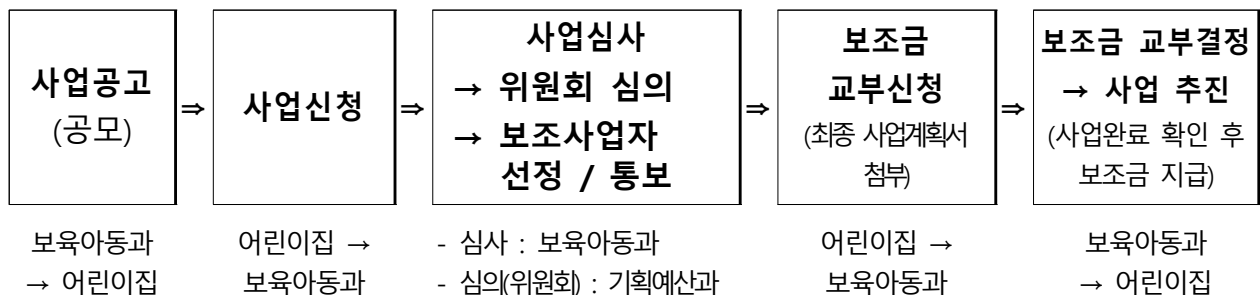 사업공고
(공모)
⇒
사업신청
⇒
사업심사
→ 위원회 심의
→ 보조사업자
선정 / 통보
⇒
보조금
교부신청
(최종 사업계획서
첨부)
⇒
보조금 교부결정
→ 사업 추진
(사업완료 확인 후
보조금 지급)
보육아동과
→ 어린이집
어린이집 →
보육아동과
- 심사 : 보육아동과
- 심의(위원회) : 기획예산과
어린이집 →
보육아동과
보육아동과
→ 어린이집